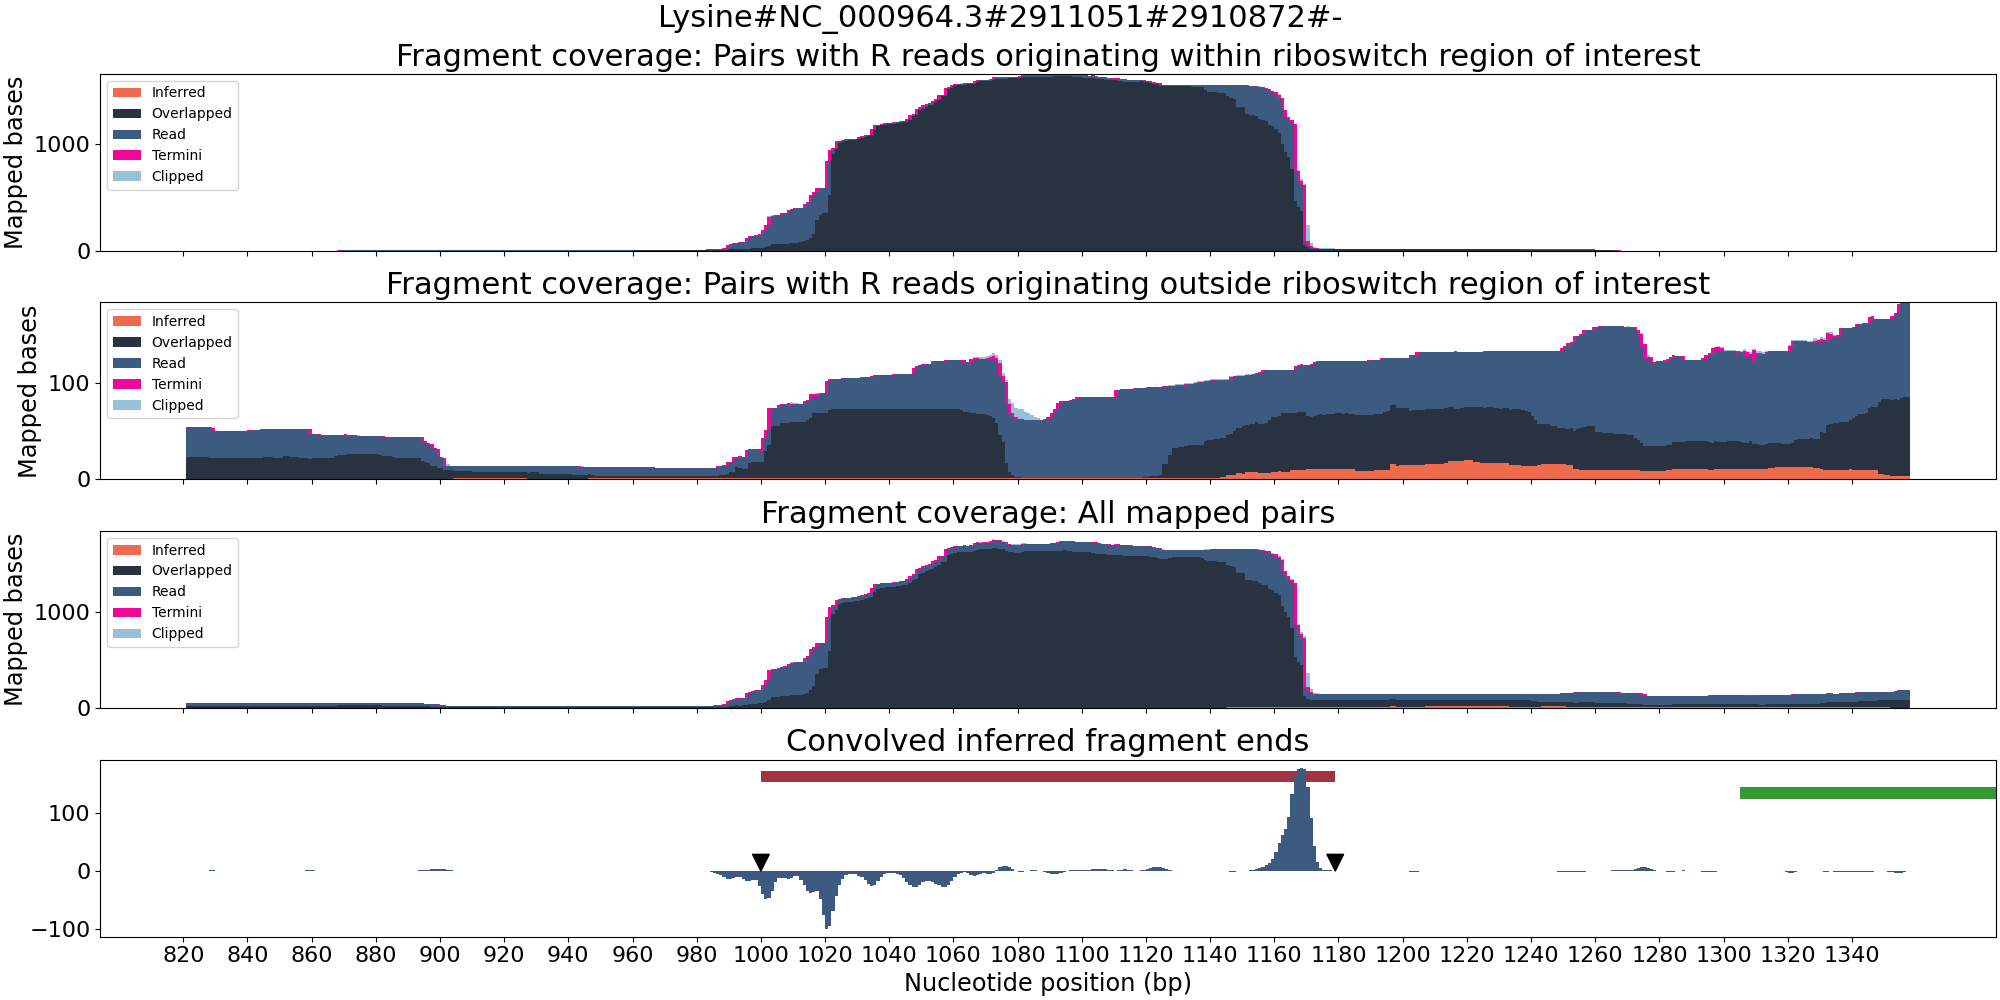 Lysine#NC_000964.3#2911051#2910872#-
Fragment coverage: Pairs with R reads originating within riboswitch region of interest
Mapped bases
1000
0
Inferred
Overlapped
Read
Termini
Clipped
Fragment coverage: Pairs with R reads originating outside riboswitch region of interest
Mapped bases
100
0
Inferred
Overlapped
Read
Termini
Clipped
Fragment coverage: All mapped pairs
Mapped bases
1000
0
Inferred
Overlapped
Read
Termini
Clipped
Convolved inferred fragment ends
100
0
−100
820 840 860 880 900 920 940 960 980 1000 1020 1040 1060 1080 1100 1120 1140 1160 1180 1200 1220 1240 1260 1280 1300 1320 1340
Nucleotide position (bp)